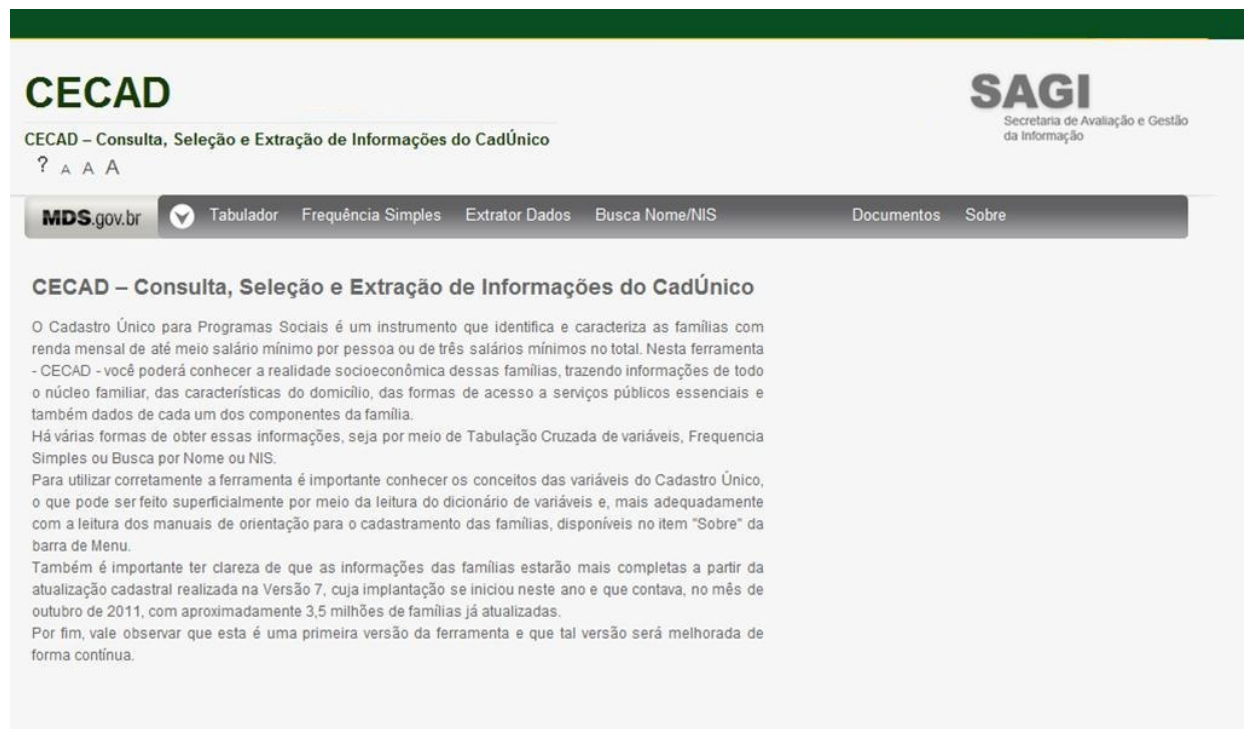 CECAD
SAGI
Secretaria de Avaliação e Gestão
da Informação
CECAD – Consulta, Seleção e Extração de Informações do CadÚnico
? A A A
MDS.gov.br Tabulador Frequência Simples Extrator Dados Busca Nome/NIS Documentos Sobre
CECAD – Consulta, Seleção e Extração de Informações do CadÚnico
O Cadastro Único para Programas Sociais é um instrumento que identifica e caracteriza as famílias com
renda mensal de até meio salário mínimo por pessoa ou de três salários mínimos no total. Nesta ferramenta
- CECAD - você poderá conhecer a realidade socioeconômica dessas famílias, trazendo informações de todo
o núcleo familiar, das características do domicílio, das formas de acesso a serviços públicos essenciais e
também dados de cada um dos componentes da família.
Há várias formas de obter essas informações, seja por meio de Tabulação Cruzada de variáveis, Frequencia
Simples ou Busca por Nome ou NIS.
Para utilizar corretamente a ferramenta é importante conhecer os conceitos das variáveis do Cadastro Único,
o que pode ser feito superficialmente por meio da leitura do dicionário de variáveis e, mais adequadamente
com a leitura dos manuais de orientação para o cadastramento das famílias, disponíveis no item "Sobre" da
barra de Menu.
Também é importante ter clareza de que as informações das famílias estarão mais completas a partir da
atualização cadastral realizada na Versão 7, cuja implantação se iniciou neste ano e que contava, no mês de
outubro de 2011, com aproximadamente 3,5 milhões de famílias já atualizadas.
Por fim, vale observar que esta é uma primeira versão da ferramenta e que tal versão será melhorada de
forma contínua.